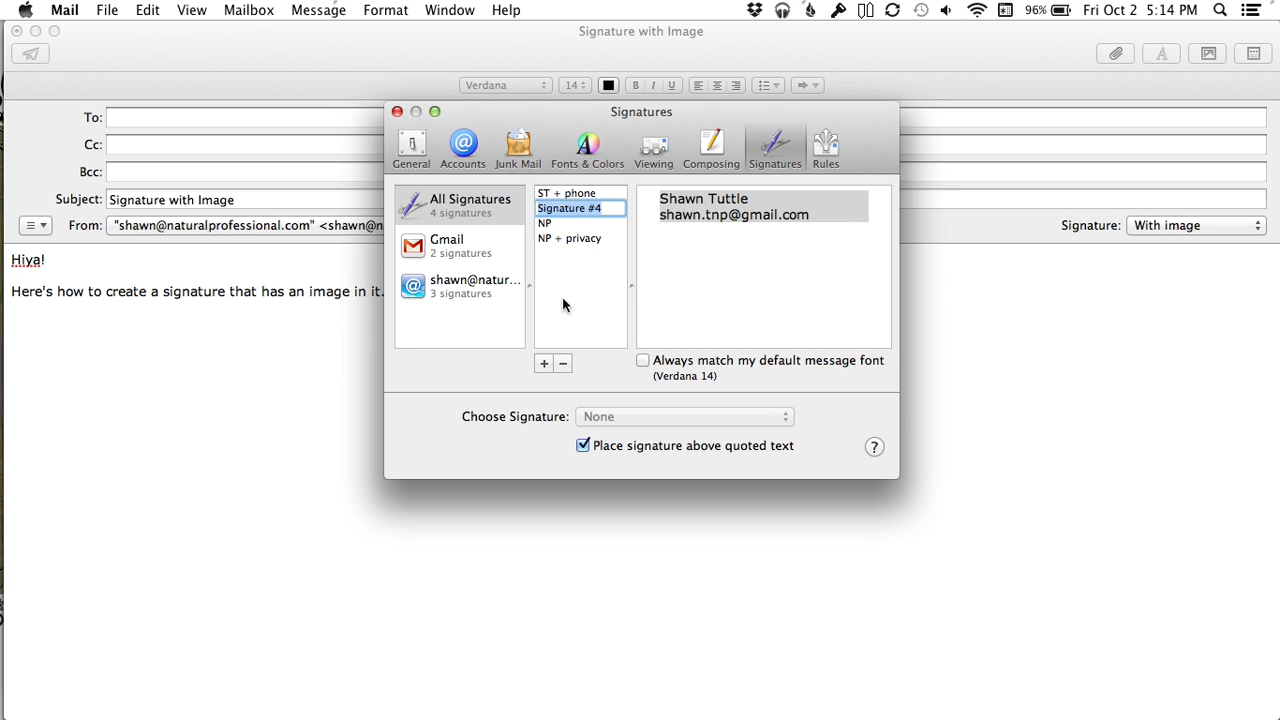 Mail File Edit View Mailbox Message Format Window Help 96% Fri Oct 2 5:14 PM
Signature with Image
Verdana 14 B I U
To:
Cc:
Bcc:
Subject: Signature with Image
From: "shawn@naturalprofessional.com" <shawn@n
Signature: With image
Hiya!
Here's how to create a signature that has an image in it.
Signatures
General Accounts Junk Mail Fonts & Colors Viewing Composing Signatures Rules
All Signatures
4 signatures
Gmail
2 signatures
shawn@natur...
3 signatures
ST + phone
Signature #4
NP
NP + privacy
Shawn Tuttle
shawn.tnp@gmail.com
+ −
Always match my default message font
(Verdana 14)
Choose Signature: None
Place signature above quoted text
?